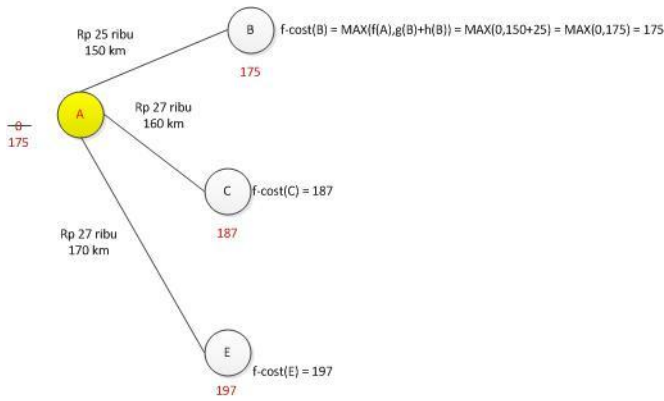 Rp 25 ribu
150 km
B
f-cost(B) = MAX(f(A),g(B)+h(B)) = MAX(0,150+25) = MAX(0,175) = 175
175
A
0
175
Rp 27 ribu
160 km
C
f-cost(C) = 187
187
Rp 27 ribu
170 km
E
f-cost(E) = 197
197